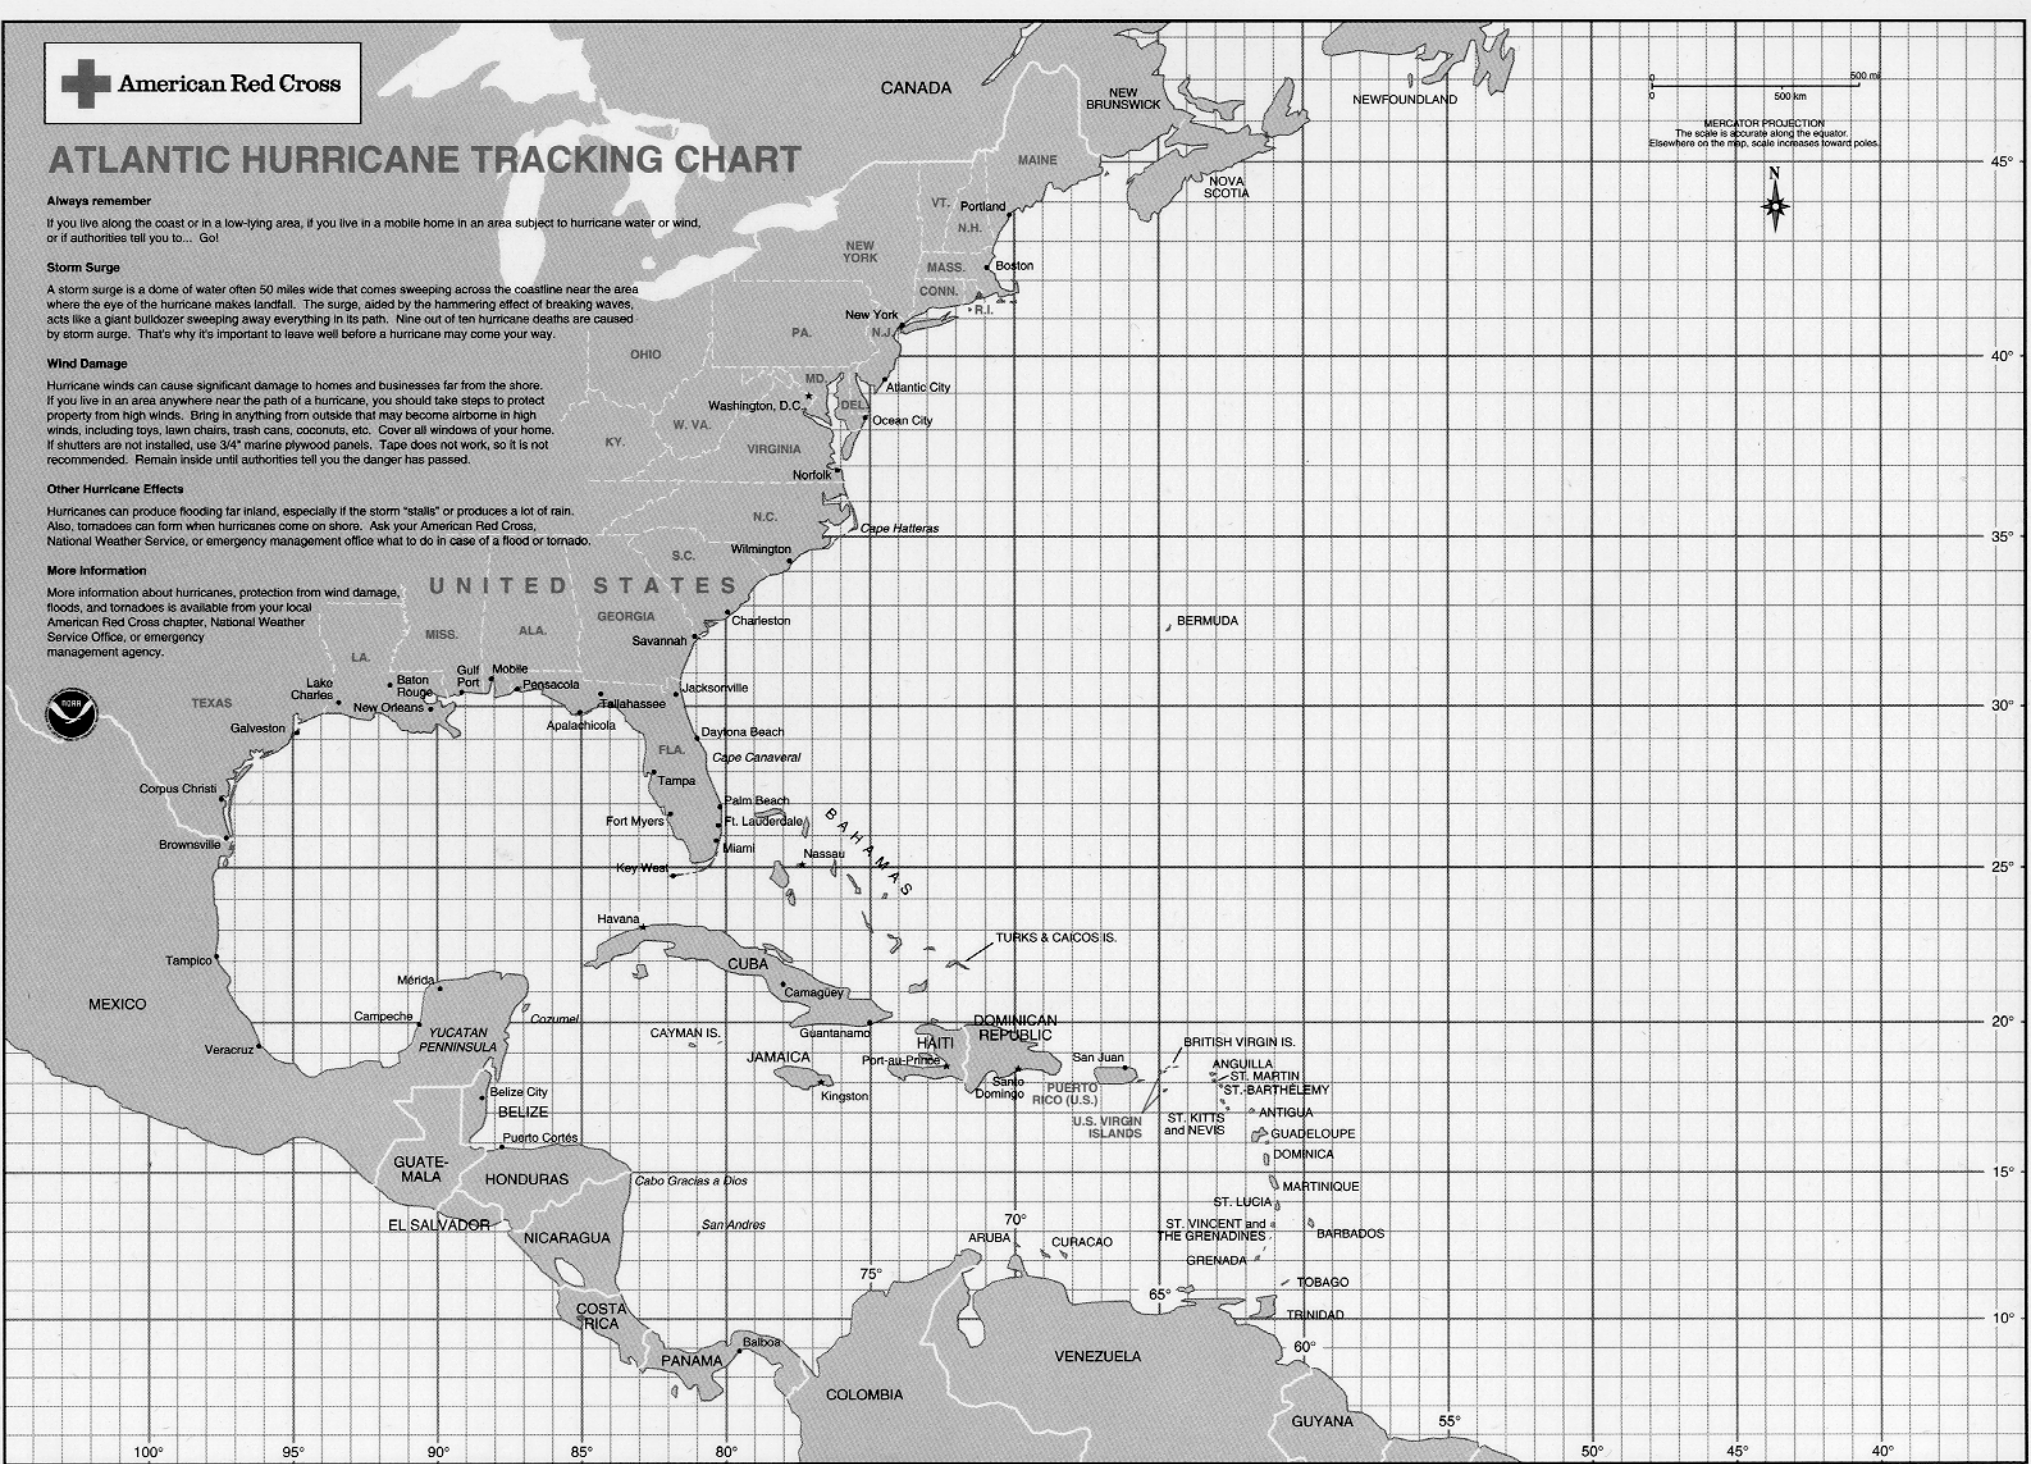 American Red Cross
ATLANTIC HURRICANE TRACKING CHART
Always remember
If you live along the coast or in a low-lying area, if you live in a mobile home in an area subject to hurricane water or wind,
or if authorities tell you to... Go!
Storm Surge
A storm surge is a dome of water often 50 miles wide that comes sweeping across the coastline near the area
where the eye of the hurricane makes landfall. The surge, aided by the hammering effect of breaking waves,
acts like a giant bulldozer sweeping away everything in its path. Nine out of ten hurricane deaths are caused
by storm surge. That's why it's important to leave well before a hurricane may come your way.
Wind Damage
Hurricane winds can cause significant damage to homes and businesses far from the shore.
If you live in an area anywhere near the path of a hurricane, you should take steps to protect
property from high winds. Bring in anything from outside that may become airborne in high
winds, including toys, lawn chairs, trash cans, coconuts, etc. Cover all windows of your home.
If shutters are not installed, use 3/4" marine plywood panels. Tape does not work, so it is not
recommended. Remain inside until authorities tell you the danger has passed.
Other Hurricane Effects
Hurricanes can produce flooding far inland, especially if the storm "stalls" or produces a lot of rain.
Also, tornadoes can form when hurricanes come on shore. Ask your American Red Cross,
National Weather Service, or emergency management office what to do in case of a flood or tornado.
More Information
More information about hurricanes, protection from wind damage,
floods, and tornadoes is available from your local
American Red Cross chapter, National Weather
Service Office, or emergency
management agency.
NOAA
CANADA
NEW
BRUNSWICK
NEWFOUNDLAND
0
500 mi
0
500 km
MERCATOR PROJECTION
The scale is accurate along the equator.
Elsewhere on the map, scale increases toward poles.
N
MAINE
NOVA
SCOTIA
45°
VT.
Portland
N.H.
NEW
YORK
MASS.
Boston
CONN.
R.I.
New York
N.J.
PA.
OHIO
40°
MD.
Atlantic City
Washington, D.C.
DEL.
Ocean City
W. VA.
KY.
VIRGINIA
Norfolk
N.C.
Cape Hatteras
35°
S.C.
Wilmington
UNITED STATES
GEORGIA
Charleston
BERMUDA
MISS.
ALA.
Savannah
LA.
TEXAS
Lake
Charles
Baton
Rouge
Gulf
Port
Mobile
Pensacola
Jacksonville
New Orleans
Tallahassee
30°
Galveston
Apalachicola
Daytona Beach
FLA.
Cape Canaveral
Tampa
Corpus Christi
Palm Beach
Fort Myers
Ft. Lauderdale
BAHAMAS
Brownsville
Miami
Nassau
Key West
25°
Havana
TURKS & CAICOS IS.
Tampico
CUBA
Mérida
Camagüey
MEXICO
Campeche
Cozumel
YUCATAN
PENNINSULA
CAYMAN IS.
Guantanamo
DOMINICAN
REPUBLIC
20°
Veracruz
HAITI
JAMAICA
Port-au-Prince
San Juan
BRITISH VIRGIN IS.
ANGUILLA
ST. MARTIN
ST.-BARTHÉLEMY
Belize City
Kingston
Santo
Domingo
PUERTO
RICO (U.S.)
BELIZE
U.S. VIRGIN
ISLANDS
ST. KITTS
and NEVIS
ANTIGUA
Puerto Cortés
GUADELOUPE
DOMINICA
GUATE-
MALA
HONDURAS
Cabo Gracias a Dios
15°
MARTINIQUE
ST. LUCIA
EL SALVADOR
NICARAGUA
San Andres
70°
ST. VINCENT and
THE GRENADINES
BARBADOS
ARUBA
CURACAO
GRENADA
75°
TOBAGO
65°
COSTA
RICA
TRINIDAD
10°
Balboa
PANAMA
VENEZUELA
60°
COLOMBIA
GUYANA
55°
100°
95°
90°
85°
80°
50°
45°
40°